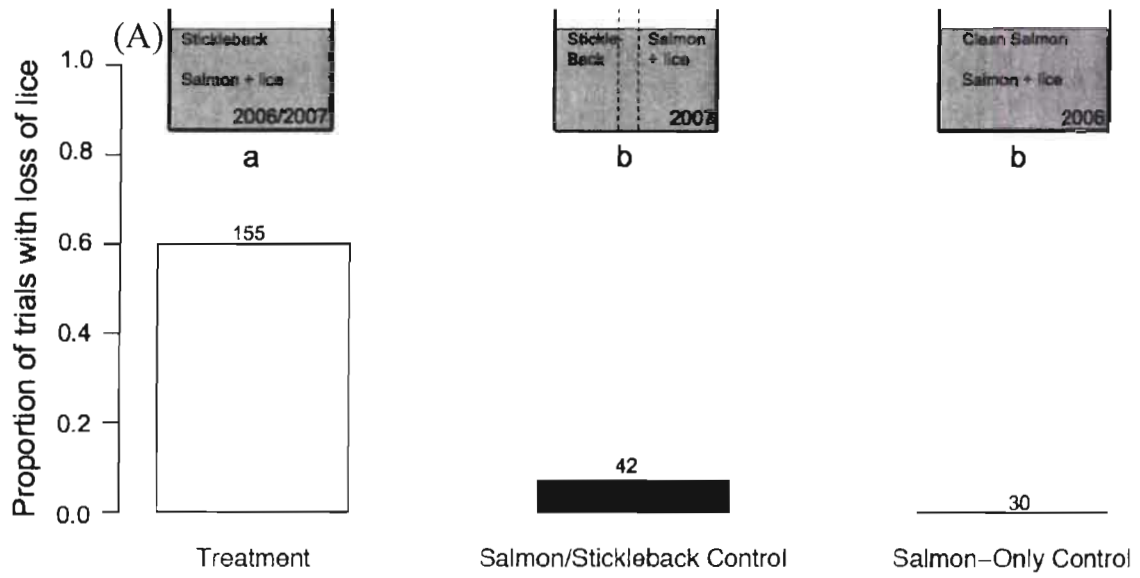 (A)
Stickleback
Salmon + lice
2006/2007
a
Stickle- Salmon
Back + lice
2007
b
Clean Salmon
Salmon + lice
2006
b
Proportion of trials with loss of lice
1.0
0.8
0.6
0.4
0.2
0.0
155
42
30
Treatment
Salmon/Stickleback Control
Salmon-Only Control